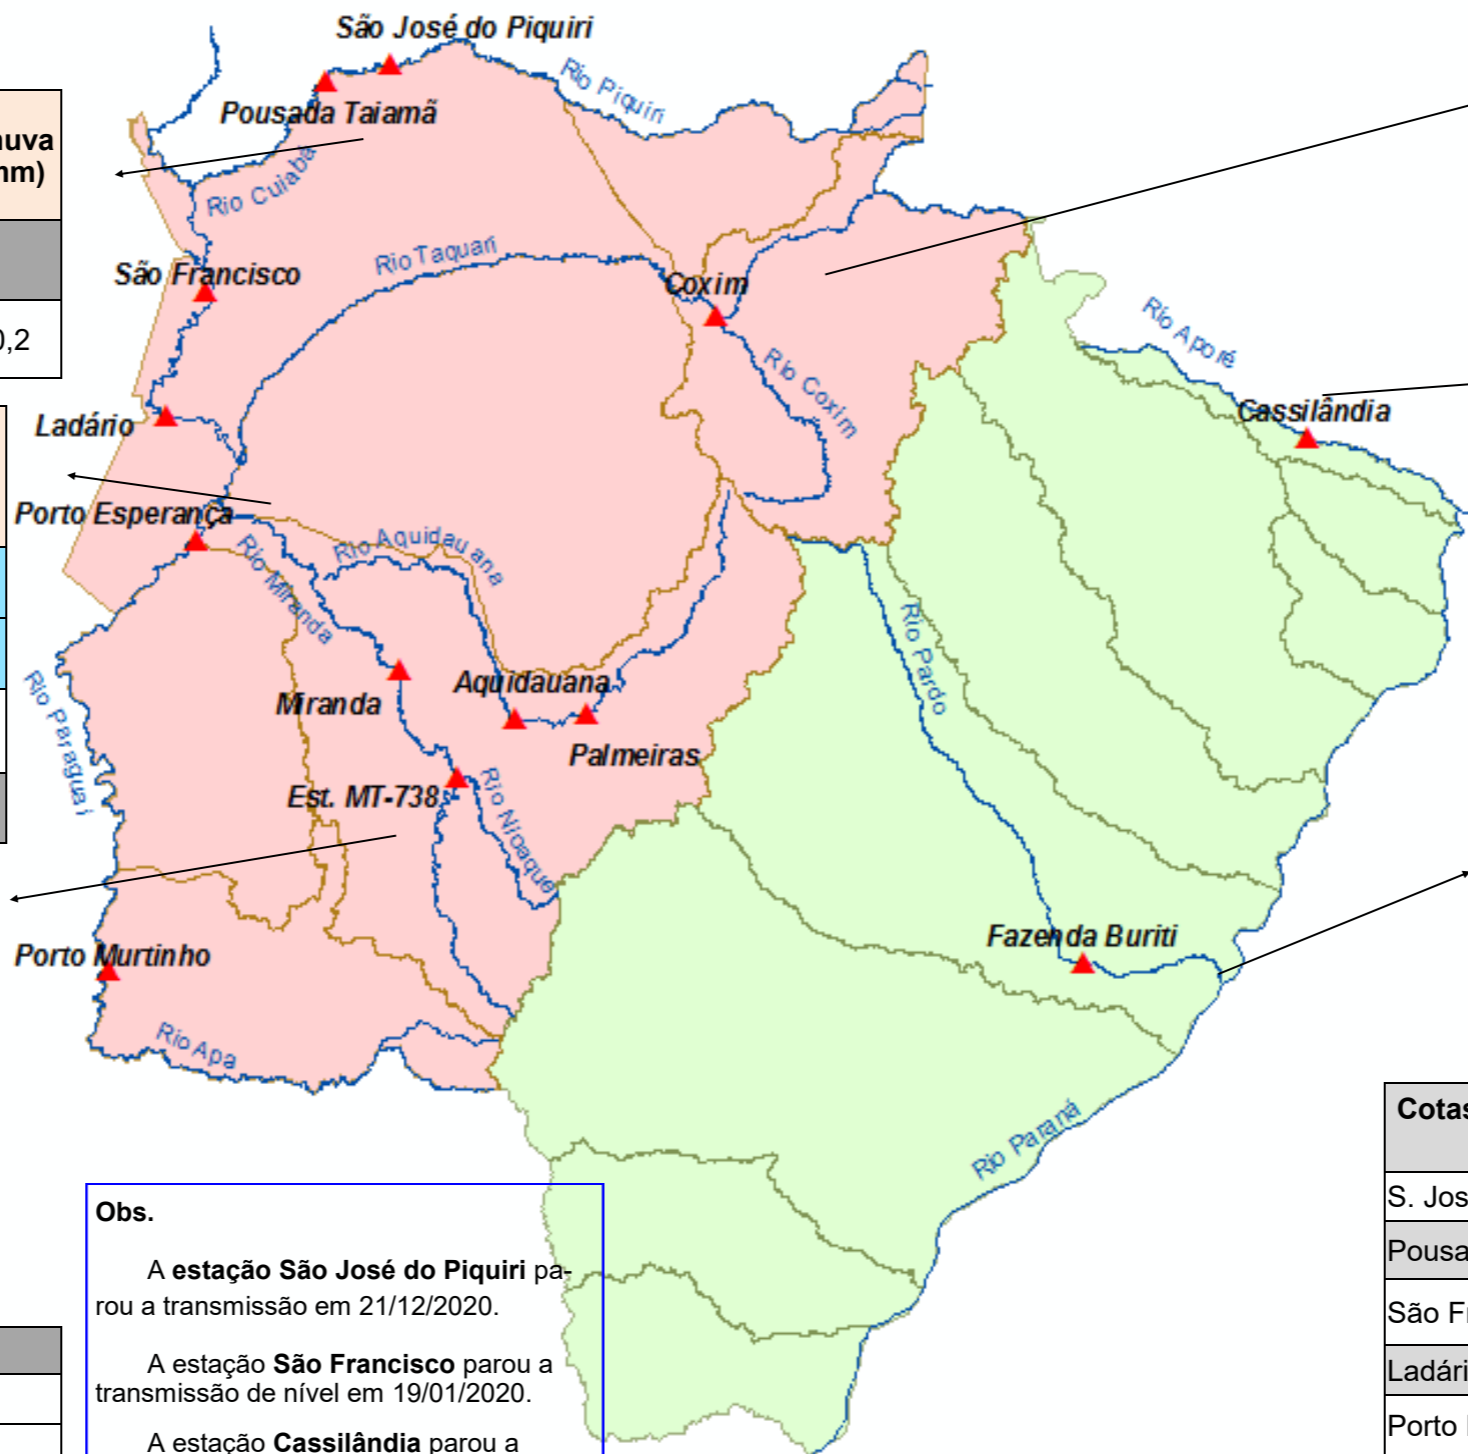 São José do Piquiri
Rio Piquiri
Pousada Taiamã
Rio Cuiabá
Rio Taquari
São Francisco
Coxim
Rio Coxim
Rio Aporé
Cassilândia
Ladário
Porto Esperança
Rio Aquidauana
Rio Miranda
Rio Pardo
Aquidauana
Miranda
Palmeiras
Rio Paraguai
Est. MT-738
Rio Nioaque
Fazenda Buriti
Porto Murtinho
Rio Apa
Rio Paraná
0,2
Obs.
A estação São José do Piquiri pa-
rou a transmissão em 21/12/2020.
A estação São Francisco parou a
transmissão de nível em 19/01/2020.
A estação Cassilândia parou a
Cotas
S. Jos
Pousa
São Fr
Ladári
Porto